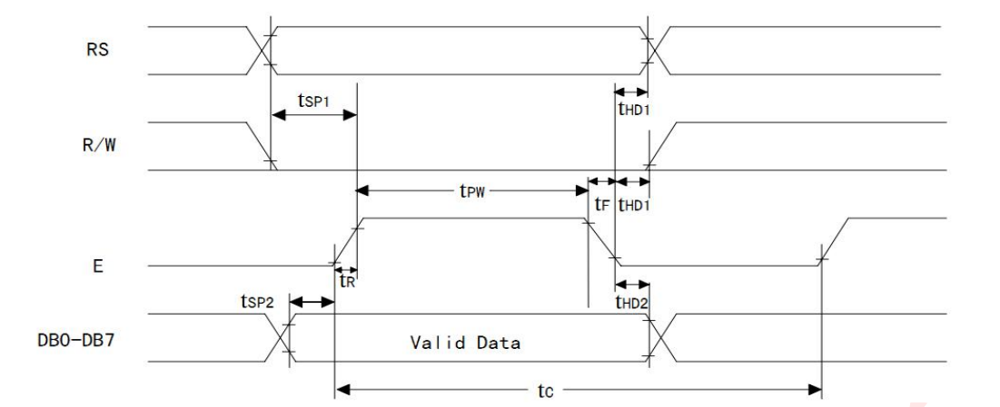 RS
tSP1
tHD1
R/W
tPW
tF tHD1
E
tR
tSP2
tHD2
DB0-DB7
Valid Data
tC